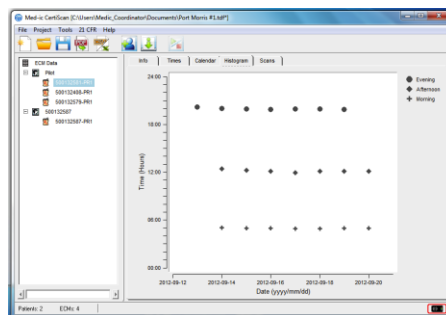 Med-ic CertiScan [C:\Users\Medic_Coordinator\Documents\Port Morris #1.tdf*]
File Project Tools 21 CFR Help
Info Times Calendar Histogram Scans
ECM Data
Pilot
500132408-PR1
500132579-PR1
500132587
500132587-PR1
Time (Hours)
24:00
18:00
12:00
06:00
00:00
2012-09-12 2012-09-14 2012-09-16 2012-09-18 2012-09-20
Date (yyyy/mm/dd)
Evening
Afternoon
Morning
Patients: 2 ECMs: 4